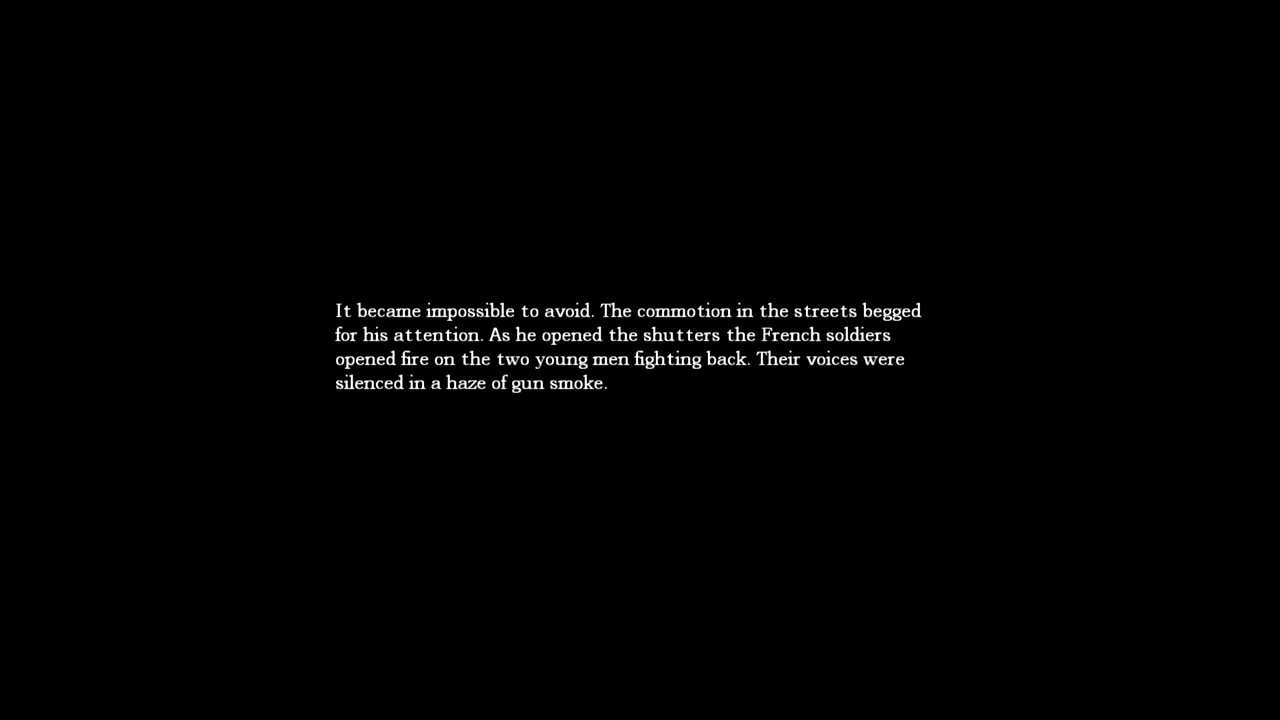 It became impossible to avoid. The commotion in the streets begged
for his attention. As he opened the shutters the French soldiers
opened fire on the two young men fighting back. Their voices were
silenced in a haze of gun smoke.